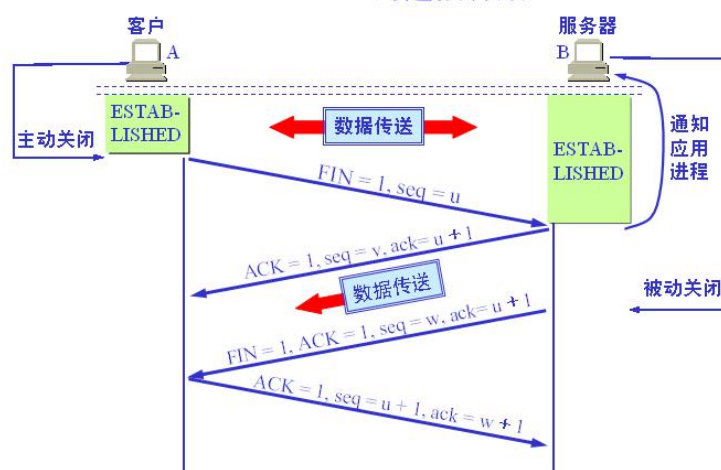 客户
服务器
A
B
ESTAB-
LISHED
主动关闭
数据传送
ESTAB-
LISHED
通知
应用
进程
FIN = 1, seq = u
ACK = 1, seq = v, ack= u + 1
数据传送
被动关闭
FIN = 1, ACK = 1, seq = w, ack= u + 1
ACK = 1, seq = u + 1, ack = w + 1